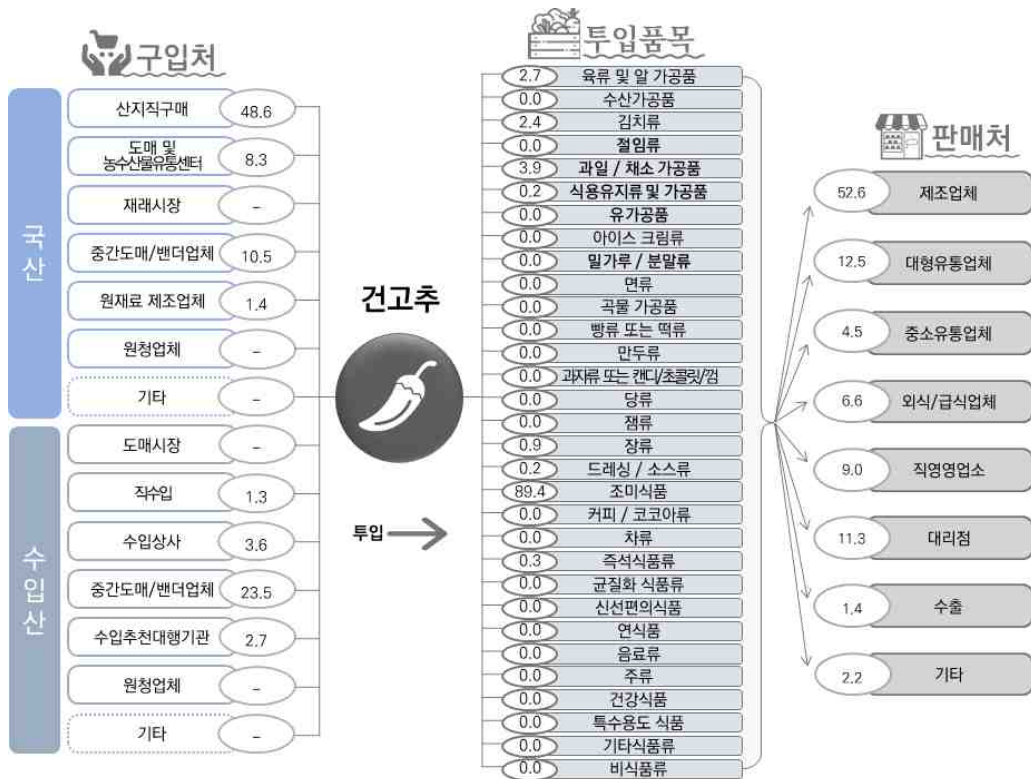 구입처
국산
산지직구매 48.6
도매 및
농수산물유통센터 8.3
재래시장 –
중간도매/밴더업체 10.5
원재료 제조업체 1.4
원청업체 –
기타 –
수입산
도매시장 –
직수입 1.3
수입상사 3.6
중간도매/밴더업체 23.5
수입추천대행기관 2.7
원청업체 –
기타 –
건고추
투입
투입품목
2.7 육류 및 알 가공품
0.0 수산가공품
2.4 김치류
0.0 절임류
3.9 과일 / 채소 가공품
0.2 식용유지류 및 가공품
0.0 유가공품
0.0 아이스 크림류
0.0 밀가루 / 분말류
0.0 면류
0.0 곡물 가공품
0.0 빵류 또는 떡류
0.0 만두류
0.0 과자류 또는 캔디/초콜릿/껌
0.0 당류
0.0 잼류
0.9 장류
0.2 드레싱 / 소스류
89.4 조미식품
0.0 커피 / 코코아류
0.0 차류
0.3 즉석식품류
0.0 균질화 식품류
0.0 신선편의식품
0.0 연식품
0.0 음료류
0.0 주류
0.0 건강식품
0.0 특수용도 식품
0.0 기타식품류
0.0 비식품류
판매처
52.6 제조업체
12.5 대형유통업체
4.5 중소유통업체
6.6 외식/급식업체
9.0 직영영업소
11.3 대리점
1.4 수출
2.2 기타